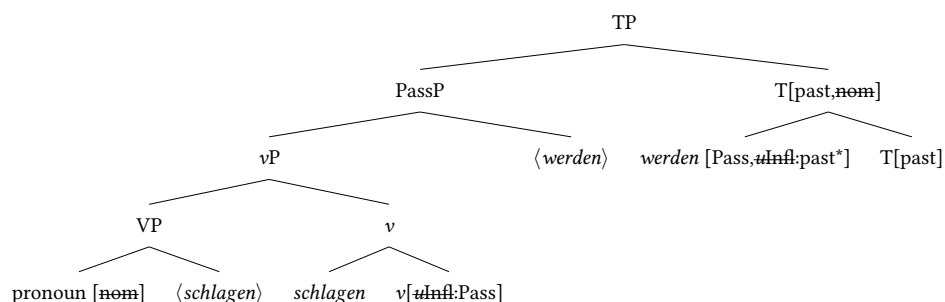 TP
PassP T[past,nom]
vP ⟨werden⟩ werden [Pass,uInfl:past*] T[past]
VP v
pronoun [nom] ⟨schlagen⟩ schlagen v[uInfl:Pass]